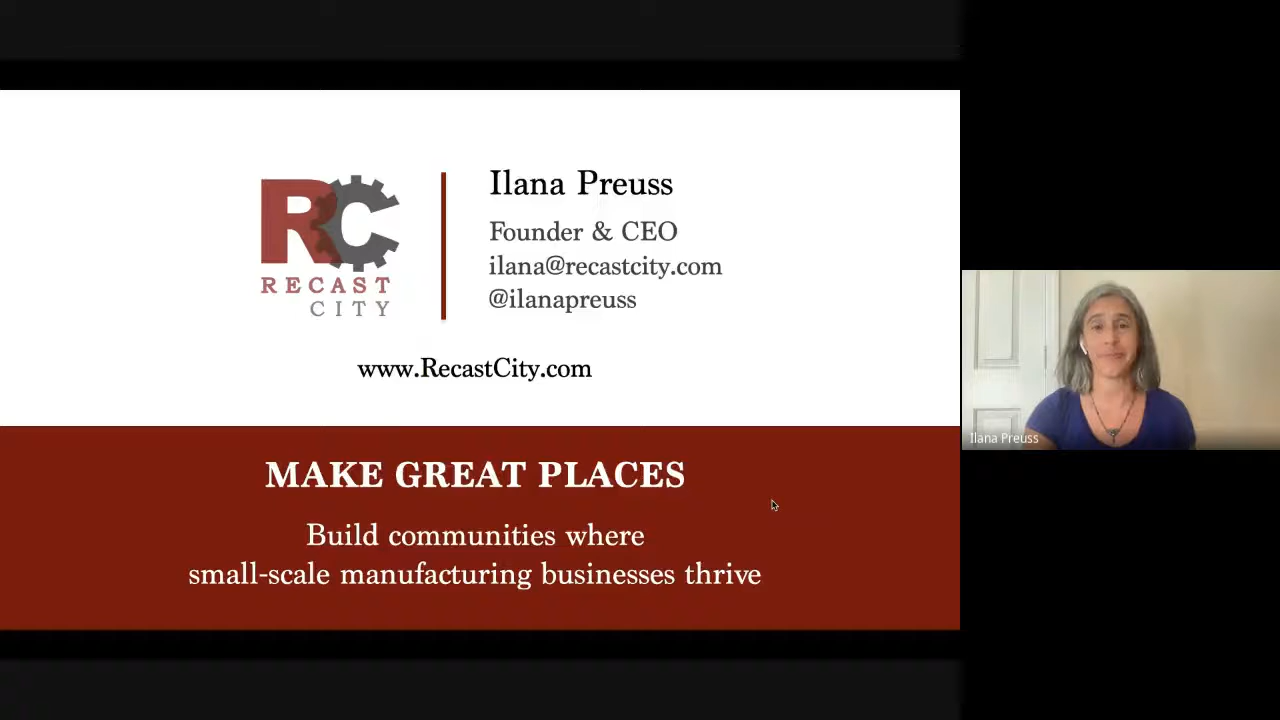 RC
RECAST
CITY
Ilana Preuss
Founder & CEO
ilana@recastcity.com
@ilanapreuss
www.RecastCity.com
MAKE GREAT PLACES
Build communities where
small-scale manufacturing businesses thrive
Ilana Preuss